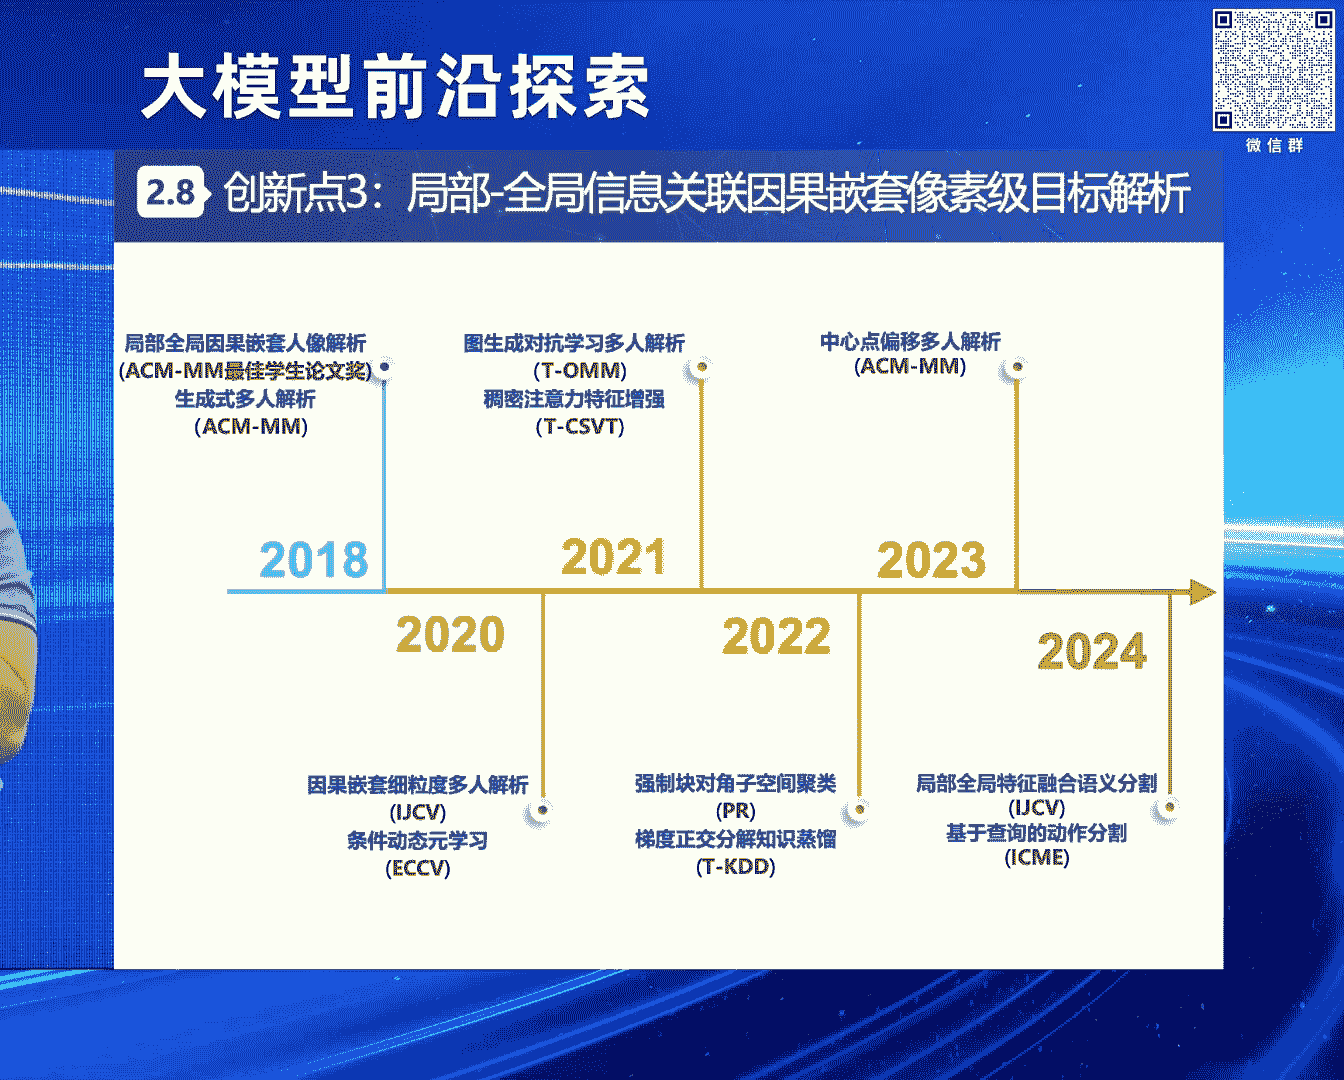 大模型前沿探索
微信群
2.8 创新点3：局部-全局信息关联因果嵌套像素级目标解析
局部全局因果嵌套人像解析
(ACM-MM最佳学生论文奖)
生成式多人解析
(ACM-MM)
图生成对抗学习多人解析
(T-OMM)
稠密注意力特征增强
(T-CSVT)
中心点偏移多人解析
(ACM-MM)
2018
2021
2023
2020
2022
2024
因果嵌套细粒度多人解析
(IJCV)
条件动态元学习
(ECCV)
强制块对角子空间聚类
(PR)
梯度正交分解知识蒸馏
(T-KDD)
局部全局特征融合语义分割
(IJCV)
基于查询的动作分割
(ICME)